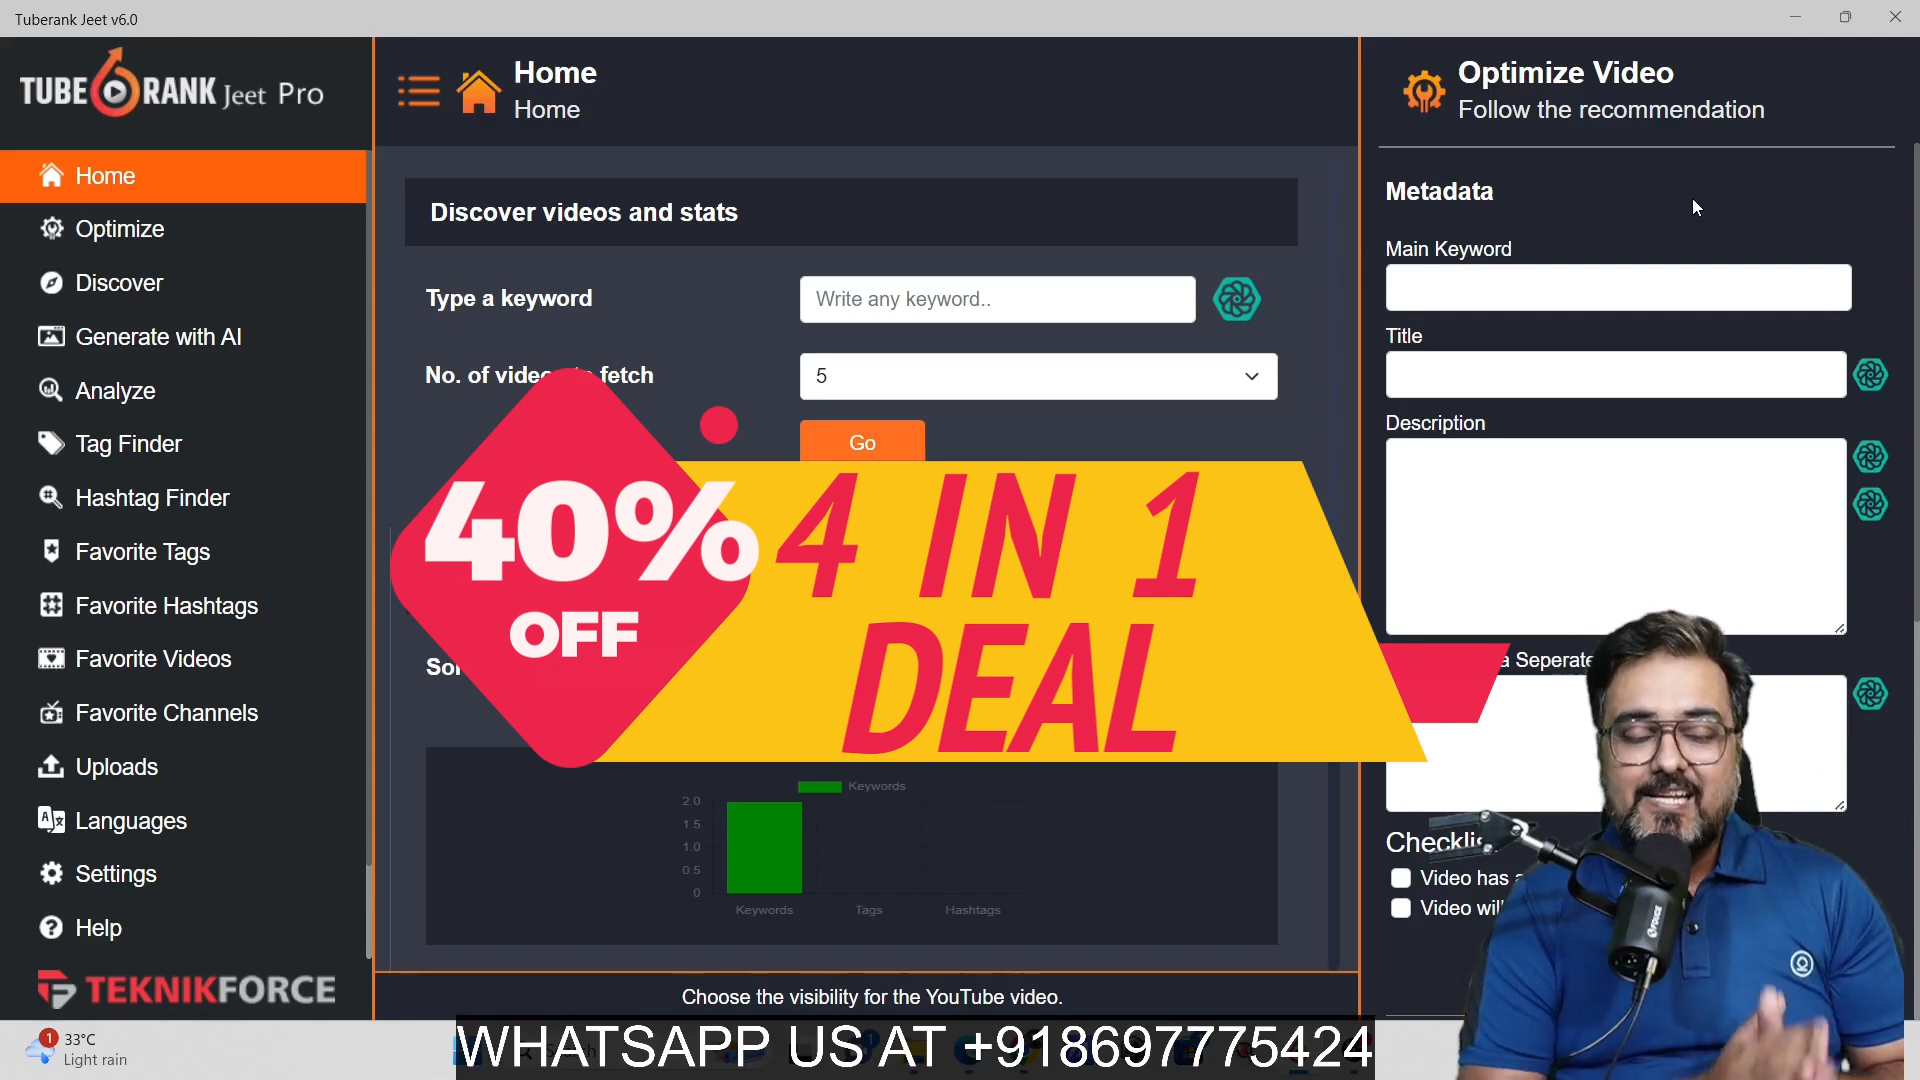 Tuberank Jeet v6.0
TUBE RANK Jeet Pro
Home
Optimize
Discover
Generate with AI
Analyze
Tag Finder
Hashtag Finder
Favorite Tags
Favorite Hashtags
Favorite Videos
Favorite Channels
Uploads
Languages
Settings
Help
TEKNIKFORCE
Home
Home
Discover videos and stats
Type a keyword
Write any keyword..
No. of fetch
5
Go
40%
OFF
4 IN 1
DEAL
Keywords
2.0
1.5
1.0
0.5
0
Keywords Tags Hashtags
Choose the visibility for the YouTube video.
Optimize Video
Follow the recommendation
Metadata
Main Keyword
Title
Description
Video has
Video
1
33°C
Light rain
WHATSAPP US AT +918697775424